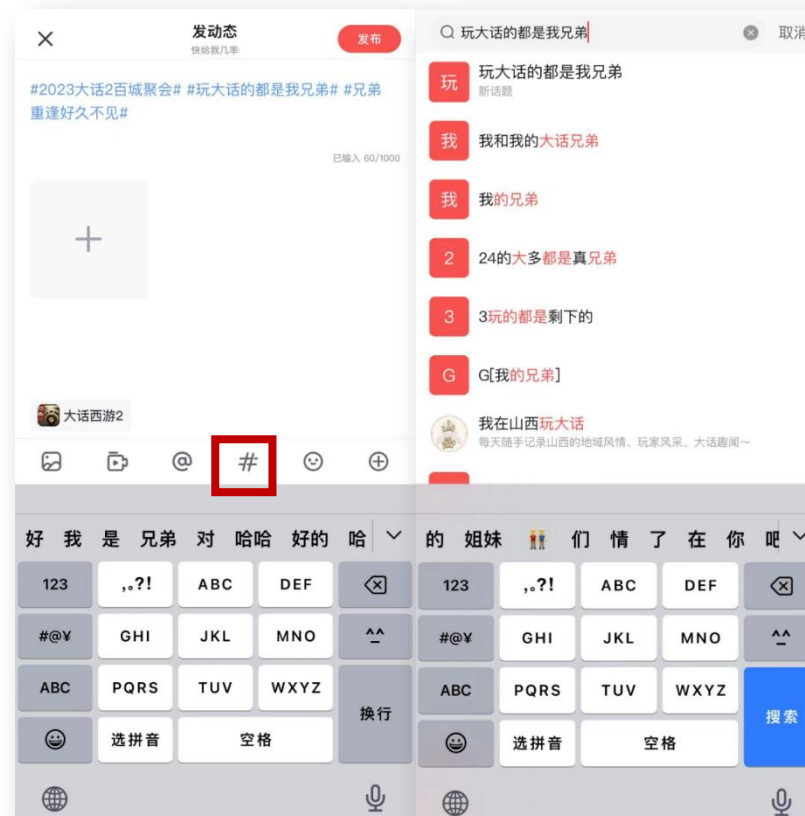 发动态
快给我几率·
发布
#2023大话2百城聚会# #玩大话的都是我兄弟# #兄弟
重逢好久不见#
已输入 60/1000
大话西游2
@ #
好 我 是 兄弟 对 哈哈 好的 哈
123 ,。?! ABC DEF
#@¥ GHI JKL MNO ^^
ABC PQRS TUV WXYZ
换行
选拼音 空格
玩大话的都是我兄弟
取消
玩 玩大话的都是我兄弟
新话题
我 我和我的大话兄弟
我 我的兄弟
2 24的大多都是真兄弟
3 3玩的都是剩下的
G G[我的兄弟]
我在山西玩大话
每天随手记录山西的地域风情、玩家风采、大话趣闻~
的 姐妹 👬 们 情 了 在 你 吧
123 ,。?! ABC DEF
#@¥ GHI JKL MNO ^^
ABC PQRS TUV WXYZ
搜索
选拼音 空格